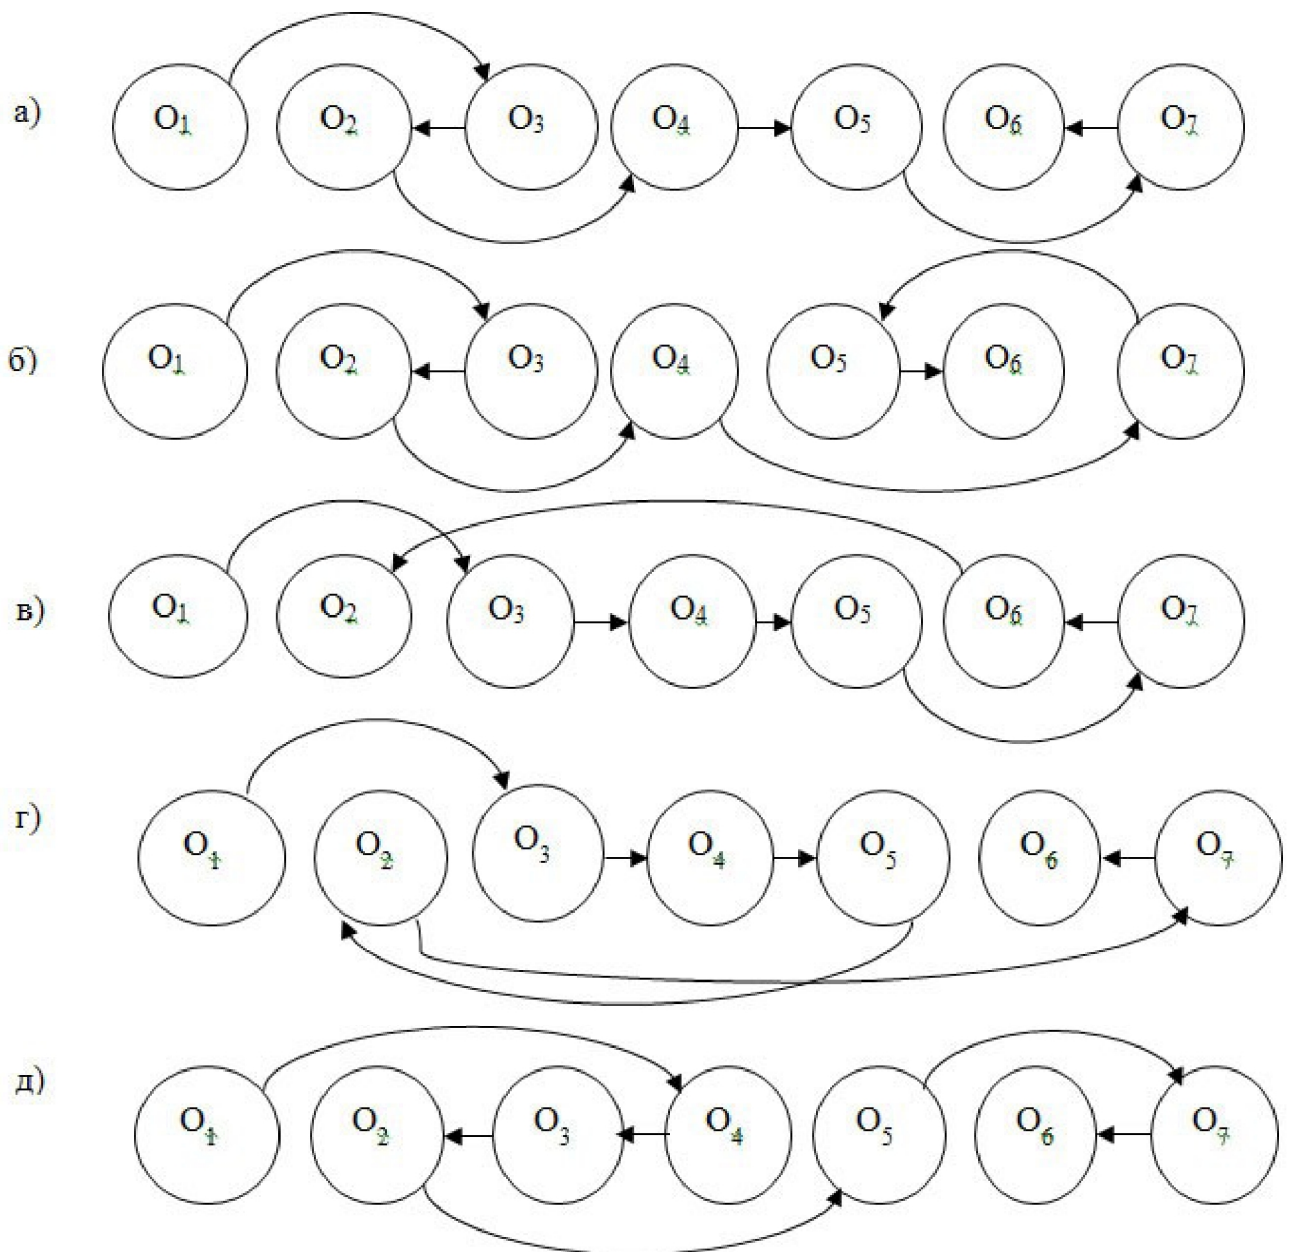 а) O1 O2 O3 O4 O5 O6 O7
б) O1 O2 O3 O4 O5 O6 O7
в) O1 O2 O3 O4 O5 O6 O7
г) O1 O2 O3 O4 O5 O6 O7
д) O1 O2 O3 O4 O5 O6 O7